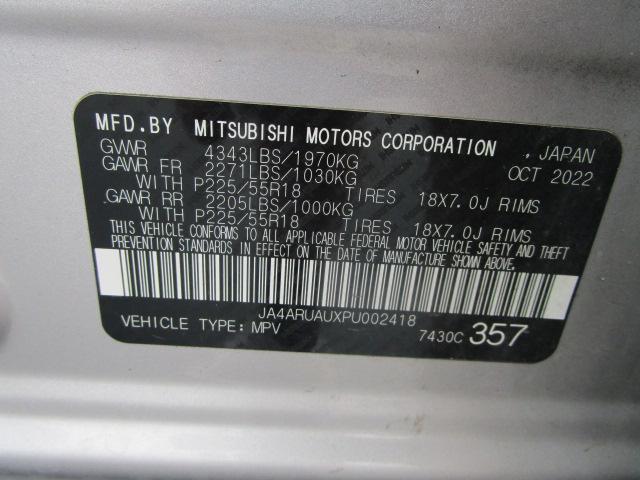 MFD.BY MITSUBISHI MOTORS CORPORATION , JAPAN
GVWR 4343LBS/1970KG OCT 2022
GAWR FR 2271LBS/1030KG
WITH P225/55R18 TIRES 18X7.0J RIMS
GAWR RR 2205LBS/1000KG
WITH P225/55R18 TIRES 18X7.0J RIMS
THIS VEHICLE CONFORMS TO ALL APPLICABLE FEDERAL MOTOR VEHICLE SAFETY AND THEFT
PREVENTION STANDARDS IN EFFECT ON THE DATE OF MANUFACTURE SHOWN ABOVE.
JA4ARUAUXPU002418
VEHICLE TYPE: MPV 7430C 357